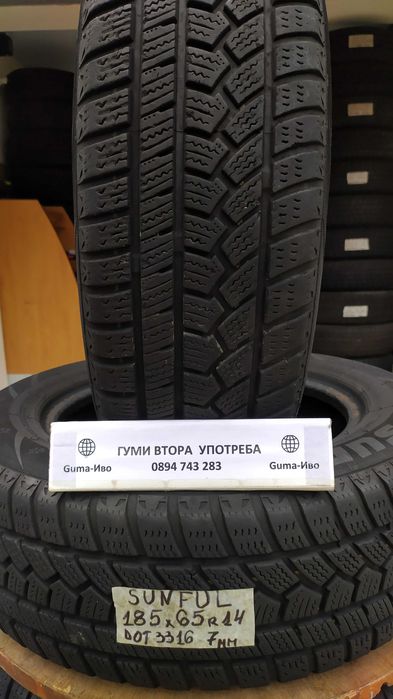 ГУМИ ВТОРА УПОТРЕБА
0894 743 283
Guma-Иво
Guma-Иво
SUNFUL
185x65R14
DOT 3316 7мм